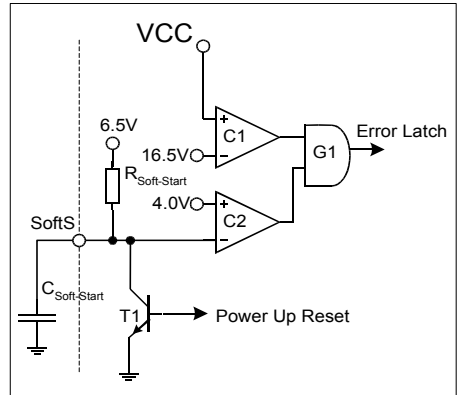 VCC
6.5V
C1
Error Latch
G1
16.5V
R Soft-Start
4.0V
SoftS
C2
C Soft-Start
T1
Power Up Reset